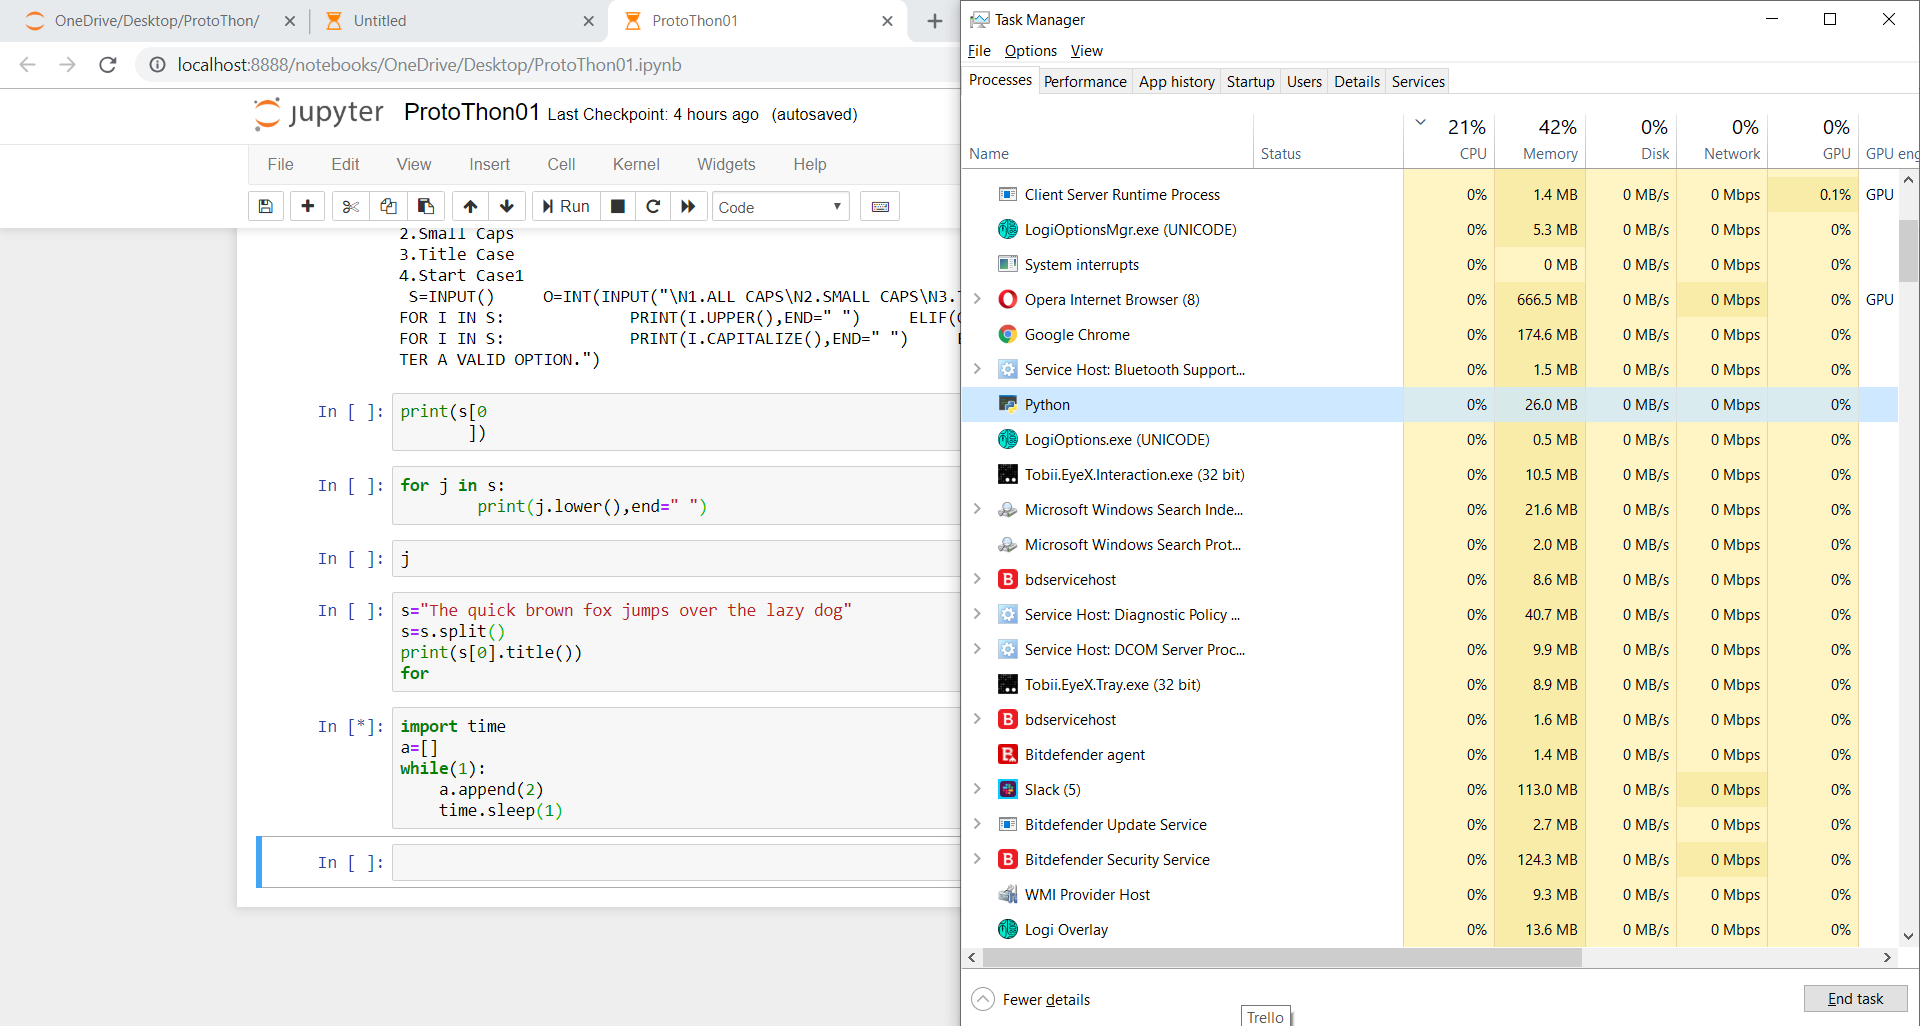 OneDrive/Desktop/ProtoThon/
Untitled
ProtoThon01
localhost:8888/notebooks/OneDrive/Desktop/ProtoThon01.ipynb
jupyter ProtoThon01 Last Checkpoint: 4 hours ago (autosaved)
File Edit View Insert Cell Kernel Widgets Help
Run
Code
2.Small Caps
3.Title Case
4.Start Case1
S=INPUT() O=INT(INPUT("\N1.ALL CAPS\N2.SMALL CAPS\N3.
FOR I IN S: PRINT(I.UPPER(),END=" ") ELIF(
FOR I IN S: PRINT(I.CAPITALIZE(),END=" ")
TER A VALID OPTION.")
In [ ]: print(s[0
])
In [ ]: for j in s:
print(j.lower(),end=" ")
In [ ]: j
In [ ]: s="The quick brown fox jumps over the lazy dog"
s=s.split()
print(s[0].title())
for
In [*]: import time
a=[]
while(1):
a.append(2)
time.sleep(1)
In [ ]:
Task Manager
File Options View
Processes Performance App history Startup Users Details Services
21% 42% 0% 0% 0%
Name Status CPU Memory Disk Network GPU GPU eng
Client Server Runtime Process 0% 1.4 MB 0 MB/s 0 Mbps 0.1% GPU
LogiOptionsMgr.exe (UNICODE) 0% 5.3 MB 0 MB/s 0 Mbps 0%
System interrupts 0% 0 MB 0 MB/s 0 Mbps 0%
Opera Internet Browser (8) 0% 666.5 MB 0 MB/s 0 Mbps 0% GPU
Google Chrome 0% 174.6 MB 0 MB/s 0 Mbps 0%
Service Host: Bluetooth Support... 0% 1.5 MB 0 MB/s 0 Mbps 0%
Python 0% 26.0 MB 0 MB/s 0 Mbps 0%
LogiOptions.exe (UNICODE) 0% 0.5 MB 0 MB/s 0 Mbps 0%
Tobii.EyeX.Interaction.exe (32 bit) 0% 10.5 MB 0 MB/s 0 Mbps 0%
Microsoft Windows Search Inde... 0% 21.6 MB 0 MB/s 0 Mbps 0%
Microsoft Windows Search Prot... 0% 2.0 MB 0 MB/s 0 Mbps 0%
bdservicehost 0% 8.6 MB 0 MB/s 0 Mbps 0%
Service Host: Diagnostic Policy ... 0% 40.7 MB 0 MB/s 0 Mbps 0%
Service Host: DCOM Server Proc... 0% 9.9 MB 0 MB/s 0 Mbps 0%
Tobii.EyeX.Tray.exe (32 bit) 0% 8.9 MB 0 MB/s 0 Mbps 0%
bdservicehost 0% 1.6 MB 0 MB/s 0 Mbps 0%
Bitdefender agent 0% 1.4 MB 0 MB/s 0 Mbps 0%
Slack (5) 0% 113.0 MB 0 MB/s 0 Mbps 0%
Bitdefender Update Service 0% 2.7 MB 0 MB/s 0 Mbps 0%
Bitdefender Security Service 0% 124.3 MB 0 MB/s 0 Mbps 0%
WMI Provider Host 0% 9.3 MB 0 MB/s 0 Mbps 0%
Logi Overlay 0% 13.6 MB 0 MB/s 0 Mbps 0%
Fewer details
End task
Trello